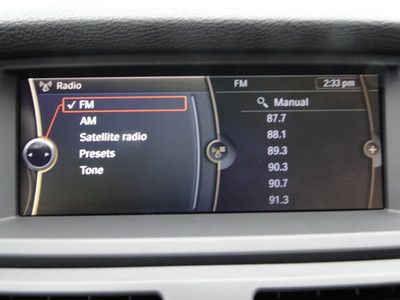 Radio
FM
AM
Satellite radio
Presets
Tone
FM
2:33 pm
Manual
87.7
88.1
89.3
90.3
90.7
91.3